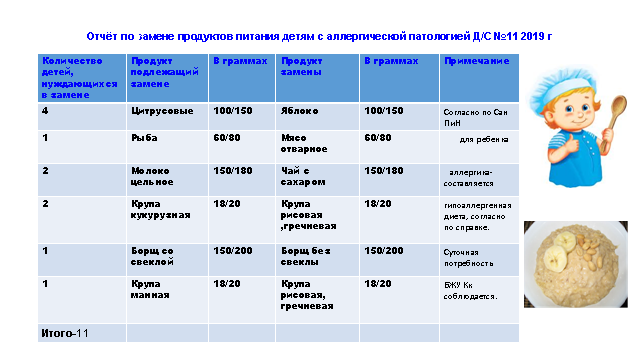 Отчёт по замене продуктов питания детям с аллергической патологией Д/С №11 2019 г
Количество детей, нуждающихся в замене | Продукт подлежащий замене | В граммах | Продукт замены | В граммах | Примечание
4 | Цитрусовые | 100/150 | Яблоко | 100/150 | Согласно по Сан ПиН
1 | Рыба | 60/80 | Мясо отварное | 60/80 | для ребенка
2 | Молоко цельное | 150/180 | Чай с сахаром | 150/180 | аллергика- составляется
2 | Крупа кукурузная | 18/20 | Крупа рисовая ,гречневая | 18/20 | гипоаллергенная диета, согласно по справке.
1 | Борщ со свеклой | 150/200 | Борщ без свеклы | 150/200 | Суточная потребность
1 | Крупа манная | 18/20 | Крупа рисовая, гречневая | 18/20 | БЖУ Кк соблюдается.
Итого-11